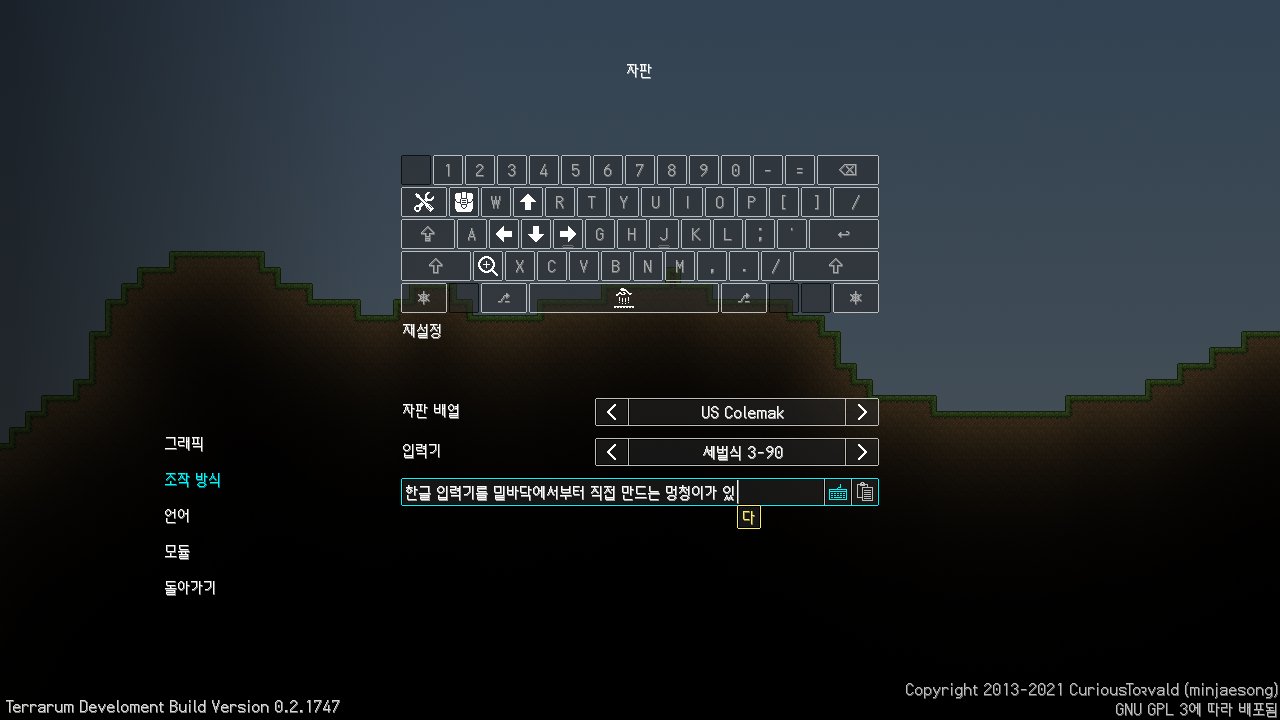 자판
1 2 3 4 5 6 7 8 9 0 - =
W R T Y U I O P [ ] /
A G H J K L ; '
X C V B N M , . /
재설정
자판 배열 US Colemak
입력기 세벌식 3-90
한글 입력기를 밑바닥에서부터 직접 만드는 멍청이가 있
다
그래픽
조작 방식
언어
모듈
돌아가기
Copyright 2013-2021 CuriousTorvald (minjaesong)
Terrarum Develoment Build Version 0.2.1747
GNU GPL 3에 따라 배포됨